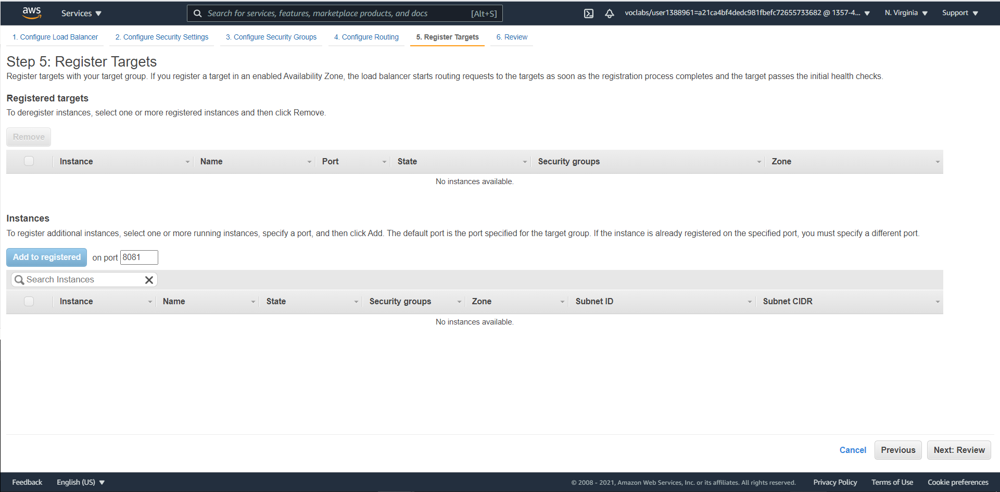 aws
Services
Search for services, features, marketplace products, and docs [Alt+S]
voclabs/user1388961=a21ca4bf4dedc981fbefc72655733682 @ 1357-4...
N. Virginia
Support
1. Configure Load Balancer
2. Configure Security Settings
3. Configure Security Groups
4. Configure Routing
5. Register Targets
6. Review
Step 5: Register Targets
Register targets with your target group. If you register a target in an enabled Availability Zone, the load balancer starts routing requests to the targets as soon as the registration process completes and the target passes the initial health checks.
Registered targets
To deregister instances, select one or more registered instances and then click Remove.
Remove
Instance Name Port State Security groups Zone
No instances available.
Instances
To register additional instances, select one or more running instances, specify a port, and then click Add. The default port is the port specified for the target group. If the instance is already registered on the specified port, you must specify a different port.
Add to registered on port 8081
Search Instances
Instance Name State Security groups Zone Subnet ID Subnet CIDR
No instances available.
Cancel Previous Next: Review
Feedback English (US) © 2008 - 2021, Amazon Web Services, Inc. or its affiliates. All rights reserved. Privacy Policy Terms of Use Cookie preferences